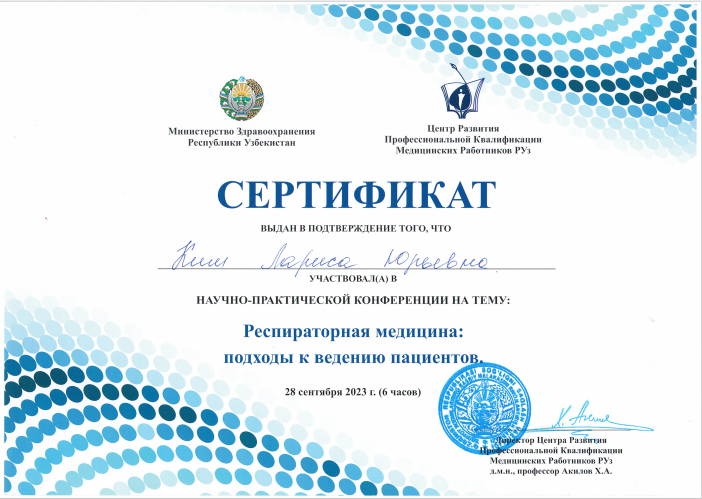 Министерство Здравоохранения
Республики Узбекистан
Центр Развития
Профессиональной Квалификации
Медицинских Работников РУз
СЕРТИФИКАТ
ВЫДАН В ПОДТВЕРЖДЕНИЕ ТОГО, ЧТО
Ким Лариса Юрьевна
УЧАСТВОВАЛ(А) В
НАУЧНО-ПРАКТИЧЕСКОЙ КОНФЕРЕНЦИИ НА ТЕМУ:
Респираторная медицина:
подходы к ведению пациентов.
28 сентября 2023 г. (6 часов)
Директор Центра Развития
Профессиональной Квалификации
Медицинских Работников РУз
д.м.н., профессор Акилов Х.А.